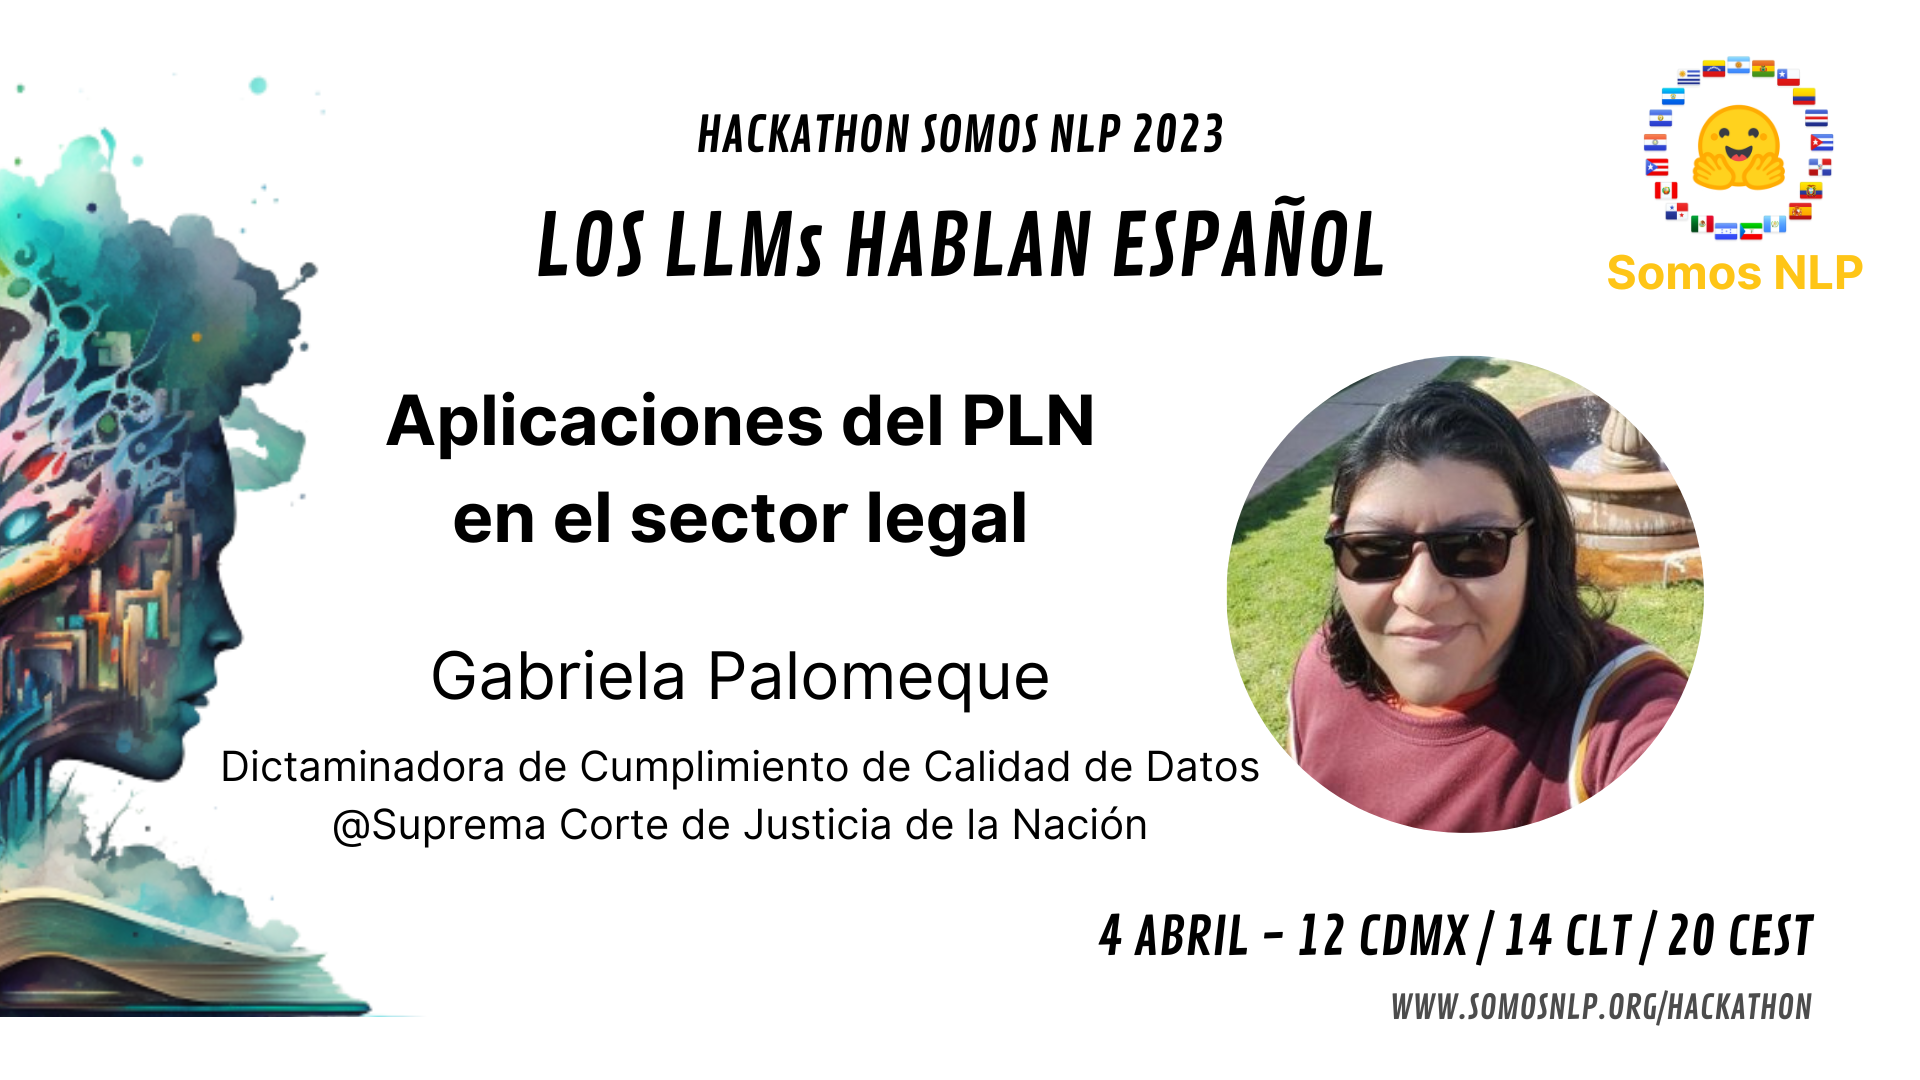 HACKATHON SOMOS NLP 2023
LOS LLMs HABLAN ESPAÑOL
Somos NLP
Aplicaciones del PLN
en el sector legal
Gabriela Palomeque
Dictaminadora de Cumplimiento de Calidad de Datos
@Suprema Corte de Justicia de la Nación
4 ABRIL - 12 CDMX / 14 CLT / 20 CEST
WWW.SOMOSNLP.ORG/HACKATHON